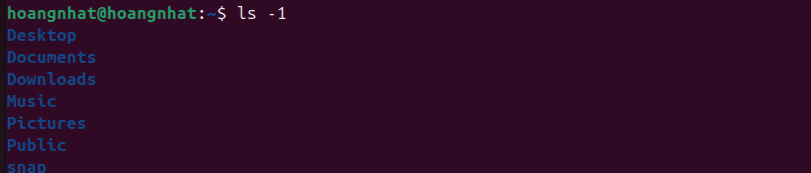 hoangnhat@hoangnhat:~$ ls -1
Desktop
Documents
Downloads
Music
Pictures
Public
snap